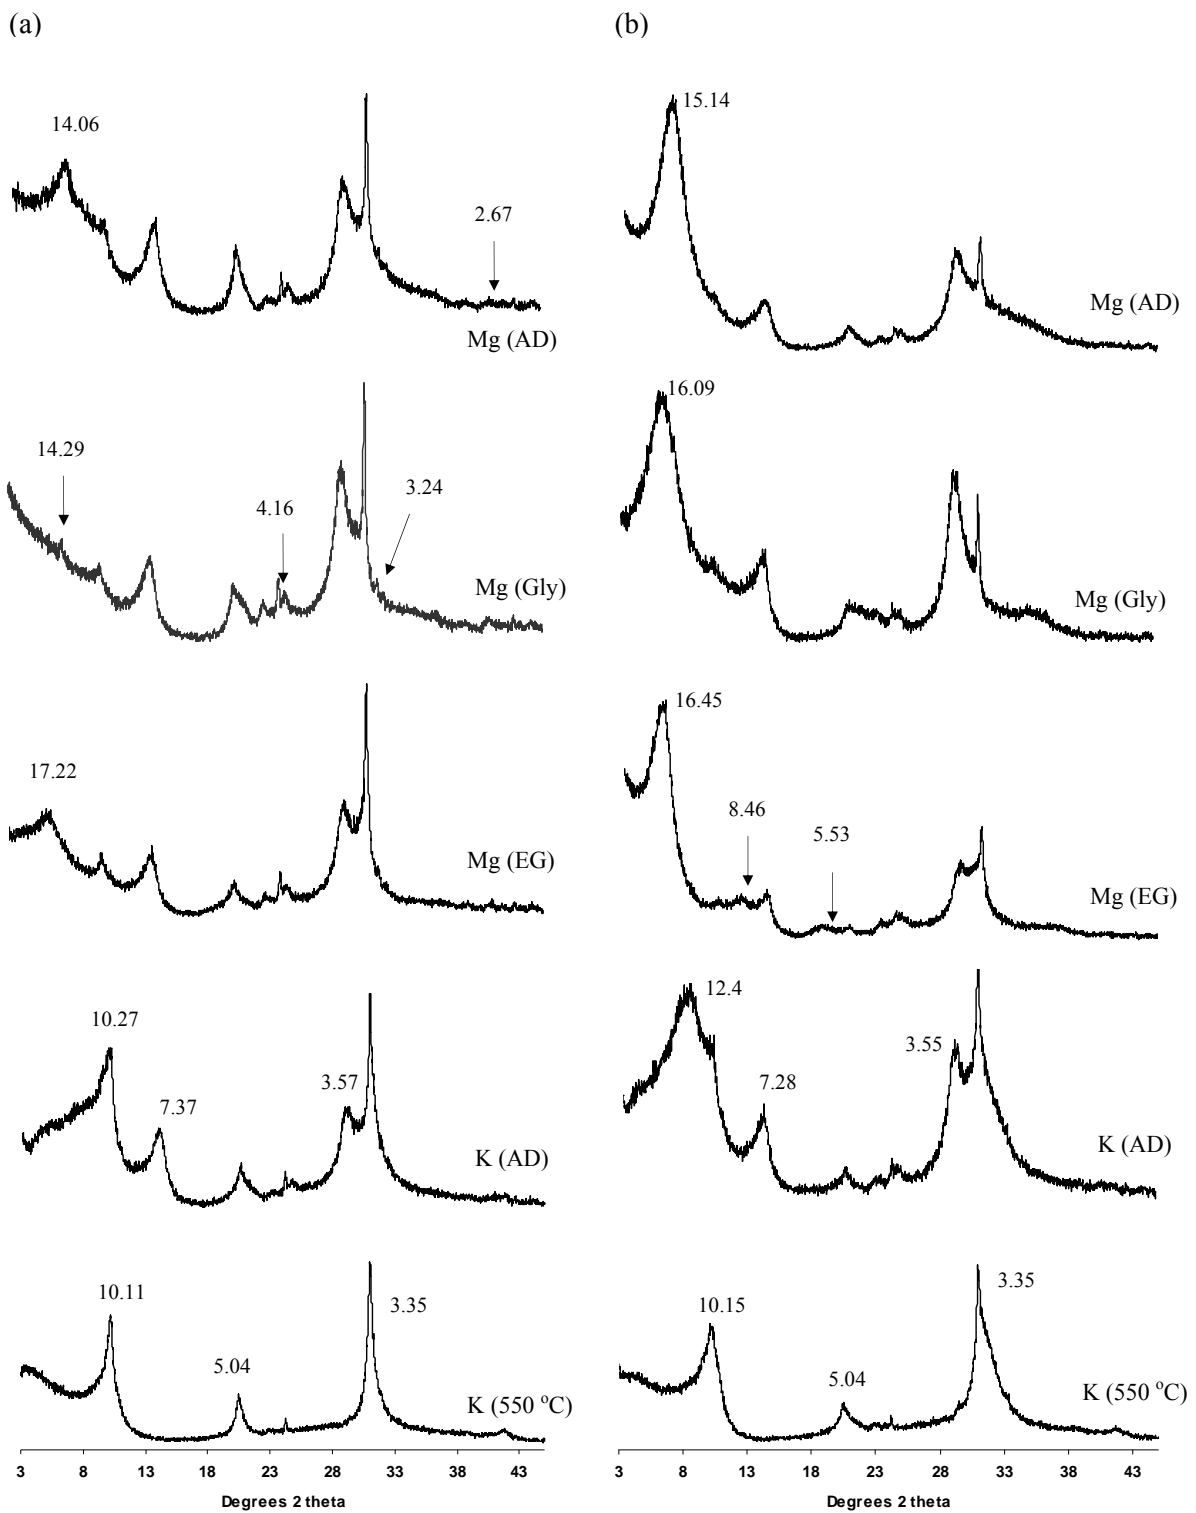 (a)
14.06
2.67
Mg (AD)
14.29
4.16
3.24
Mg (Gly)
17.22
Mg (EG)
10.27
7.37
3.57
K (AD)
10.11
5.04
3.35
K (550 °C)
3 8 13 18 23 28 33 38 43
Degrees 2 theta
(b)
15.14
Mg (AD)
16.09
Mg (Gly)
16.45
8.46
5.53
Mg (EG)
12.4
7.28
3.55
K (AD)
10.15
5.04
3.35
K (550 °C)
3 8 13 18 23 28 33 38 43
Degrees 2 theta